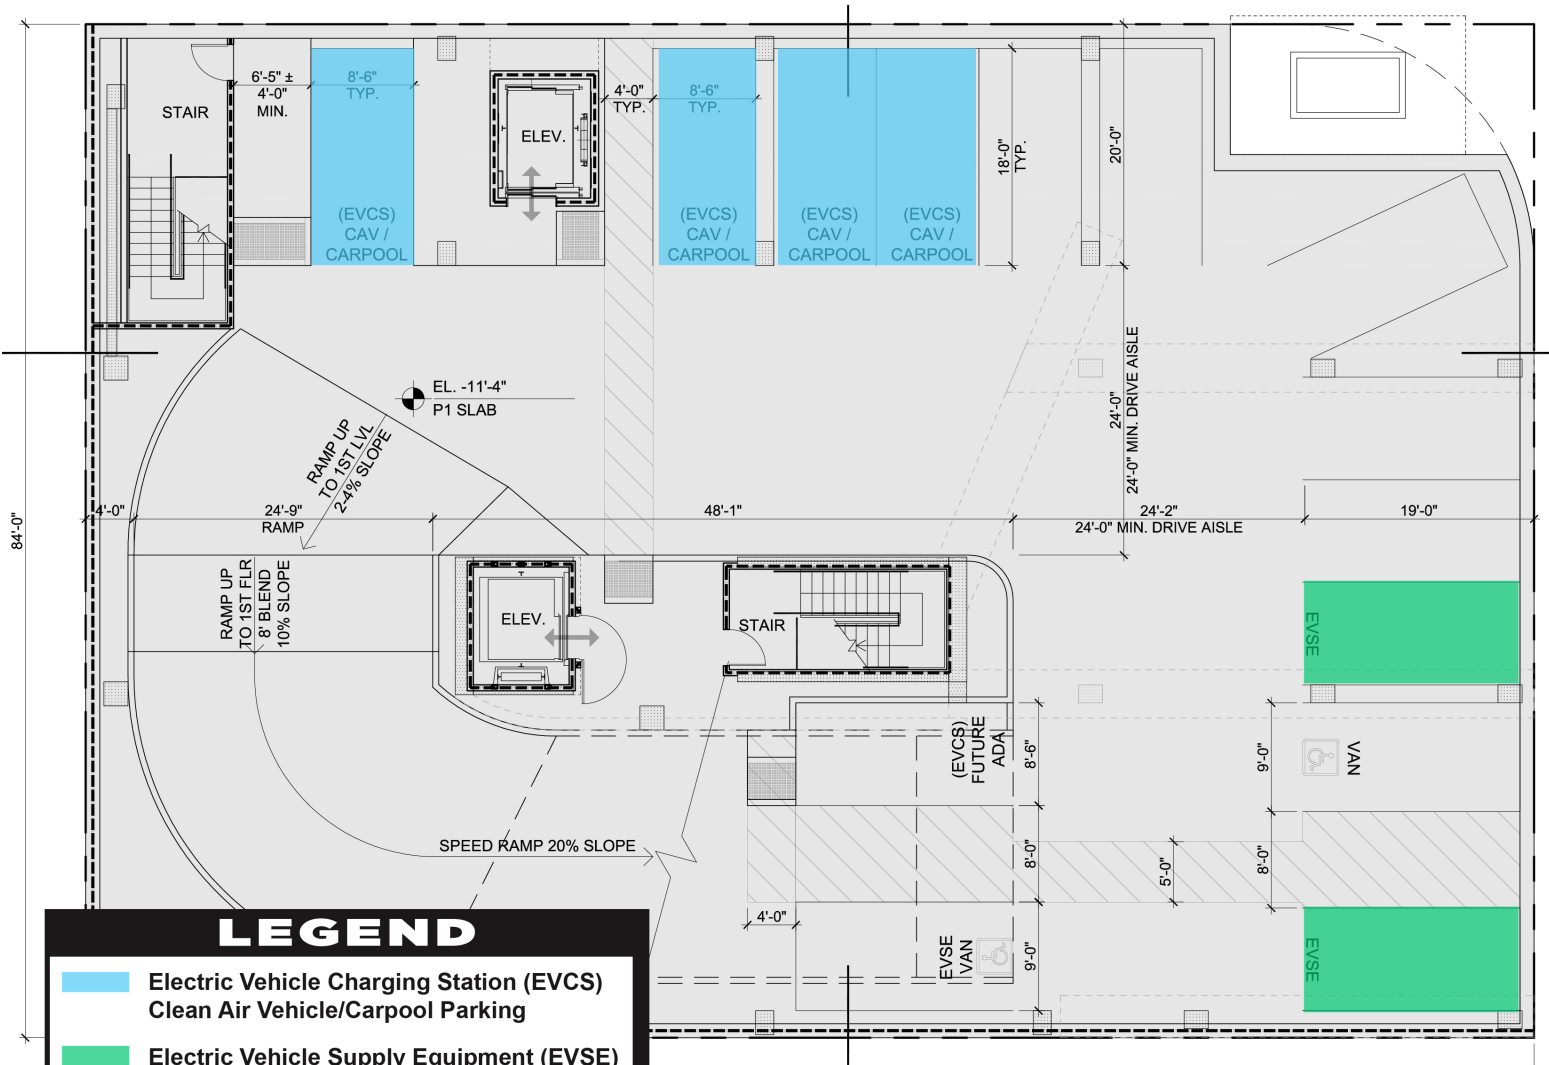 6'-5" ±
4'-0"
MIN.
8'-6"
TYP.
4'-0"
TYP.
8'-6"
TYP.
STAIR
ELEV.
18'-0"
TYP.
20'-0"
(EVCS)
CAV /
CARPOOL
(EVCS)
CAV /
CARPOOL
(EVCS)
CAV /
CARPOOL
(EVCS)
CAV /
CARPOOL
EL. -11'-4"
P1 SLAB
RAMP UP
TO 1ST LVL
2-4% SLOPE
24'-0"
24'-0" MIN. DRIVE AISLE
84'-0"
4'-0"
24'-9"
RAMP
48'-1"
24'-2"
24'-0" MIN. DRIVE AISLE
19'-0"
RAMP UP
TO 1ST FLR
8' BLEND
10% SLOPE
ELEV.
STAIR
EVSE
(EVCS)
FUTURE
ADA
8'-6"
9'-0"
VAN
SPEED RAMP 20% SLOPE
8'-0"
5'-0"
8'-0"
4'-0"
EVSE
VAN
9'-0"
EVSE
LEGEND
Electric Vehicle Charging Station (EVCS)
Clean Air Vehicle/Carpool Parking
Electric Vehicle Supply Equipment (EVSE)